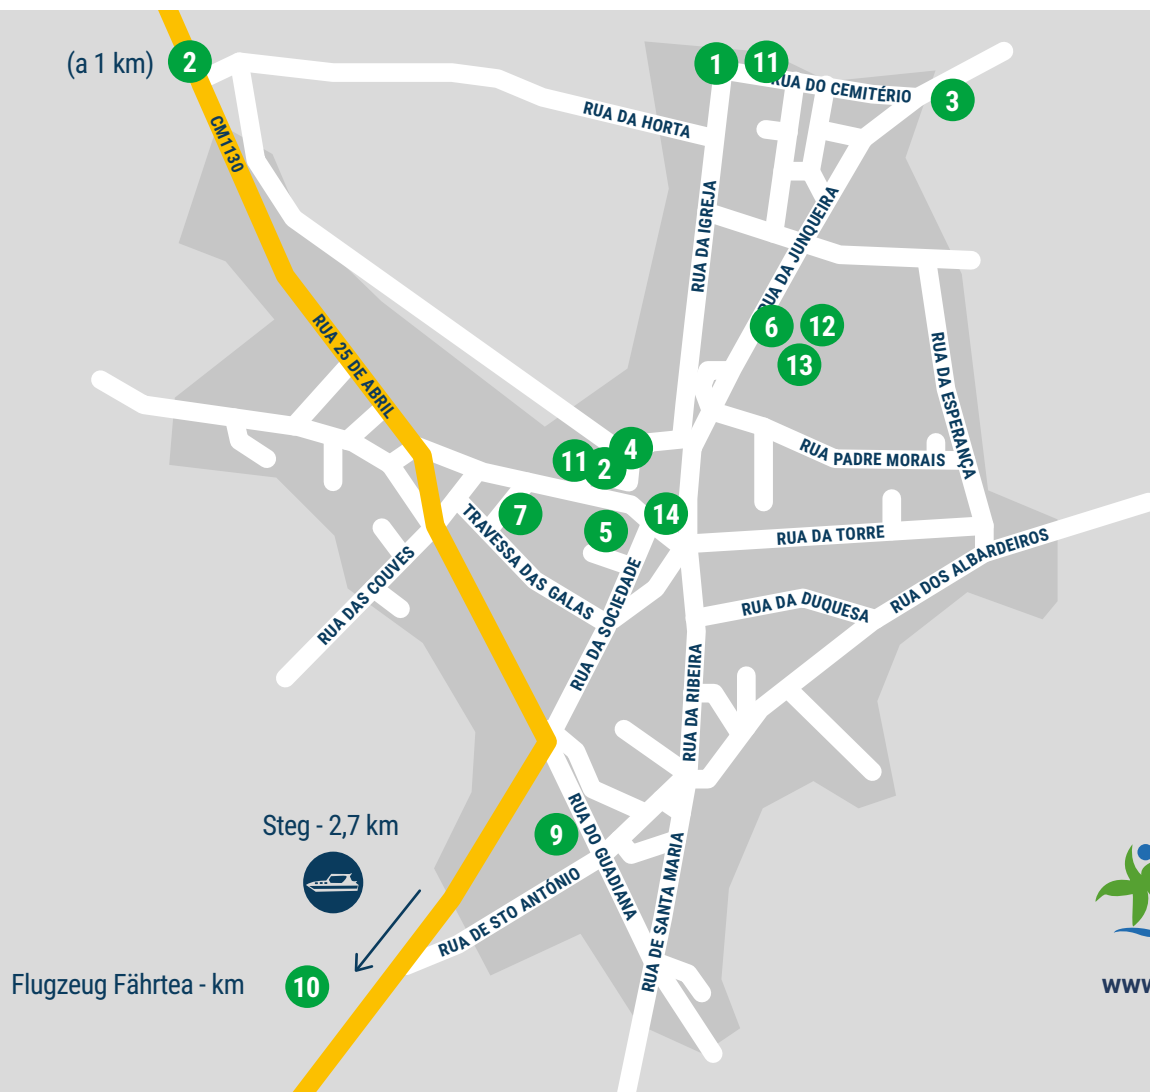 (a 1 km)
2
1
11
RUA DO CEMITÉRIO
3
CM1130
RUA DA HORTA
RUA DA IGREJA
RUA DA JUNQUEIRA
RUA 25 DE ABRIL
6
12
13
RUA DA ESPERANÇA
11
2
4
RUA PADRE MORAIS
7
5
14
TRAVESSA DAS GALAS
RUA DA TORRE
RUA DOS ALBARDEIROS
RUA DAS COUVES
RUA DA SOCIEDADE
RUA DA DUQUESA
RUA DA RIBEIRA
Steg - 2,7 km
9
RUA DO GUADIANA
RUA DE STO ANTÓNIO
RUA DE SANTA MARIA
Flugzeug Fährtea - km
10
www